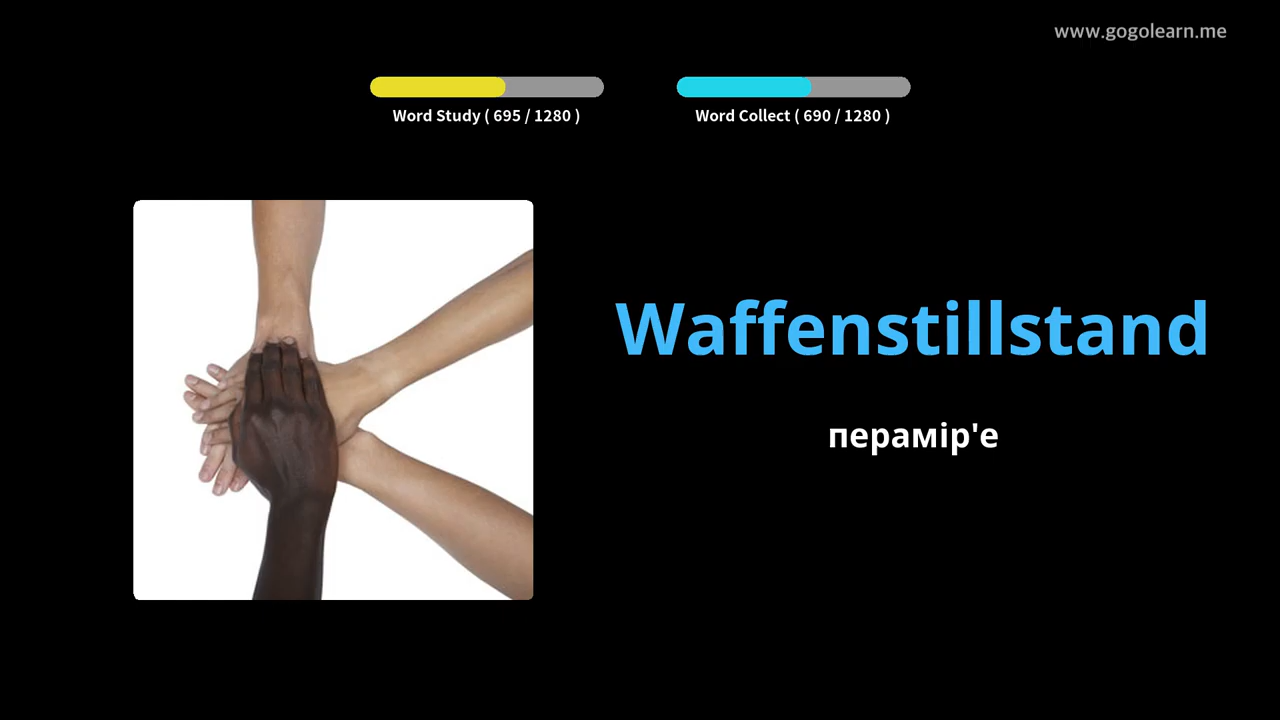 www.gogolearn.me
Word Study ( 695 / 1280 )
Word Collect ( 690 / 1280 )
Waffenstillstand
перамір'е